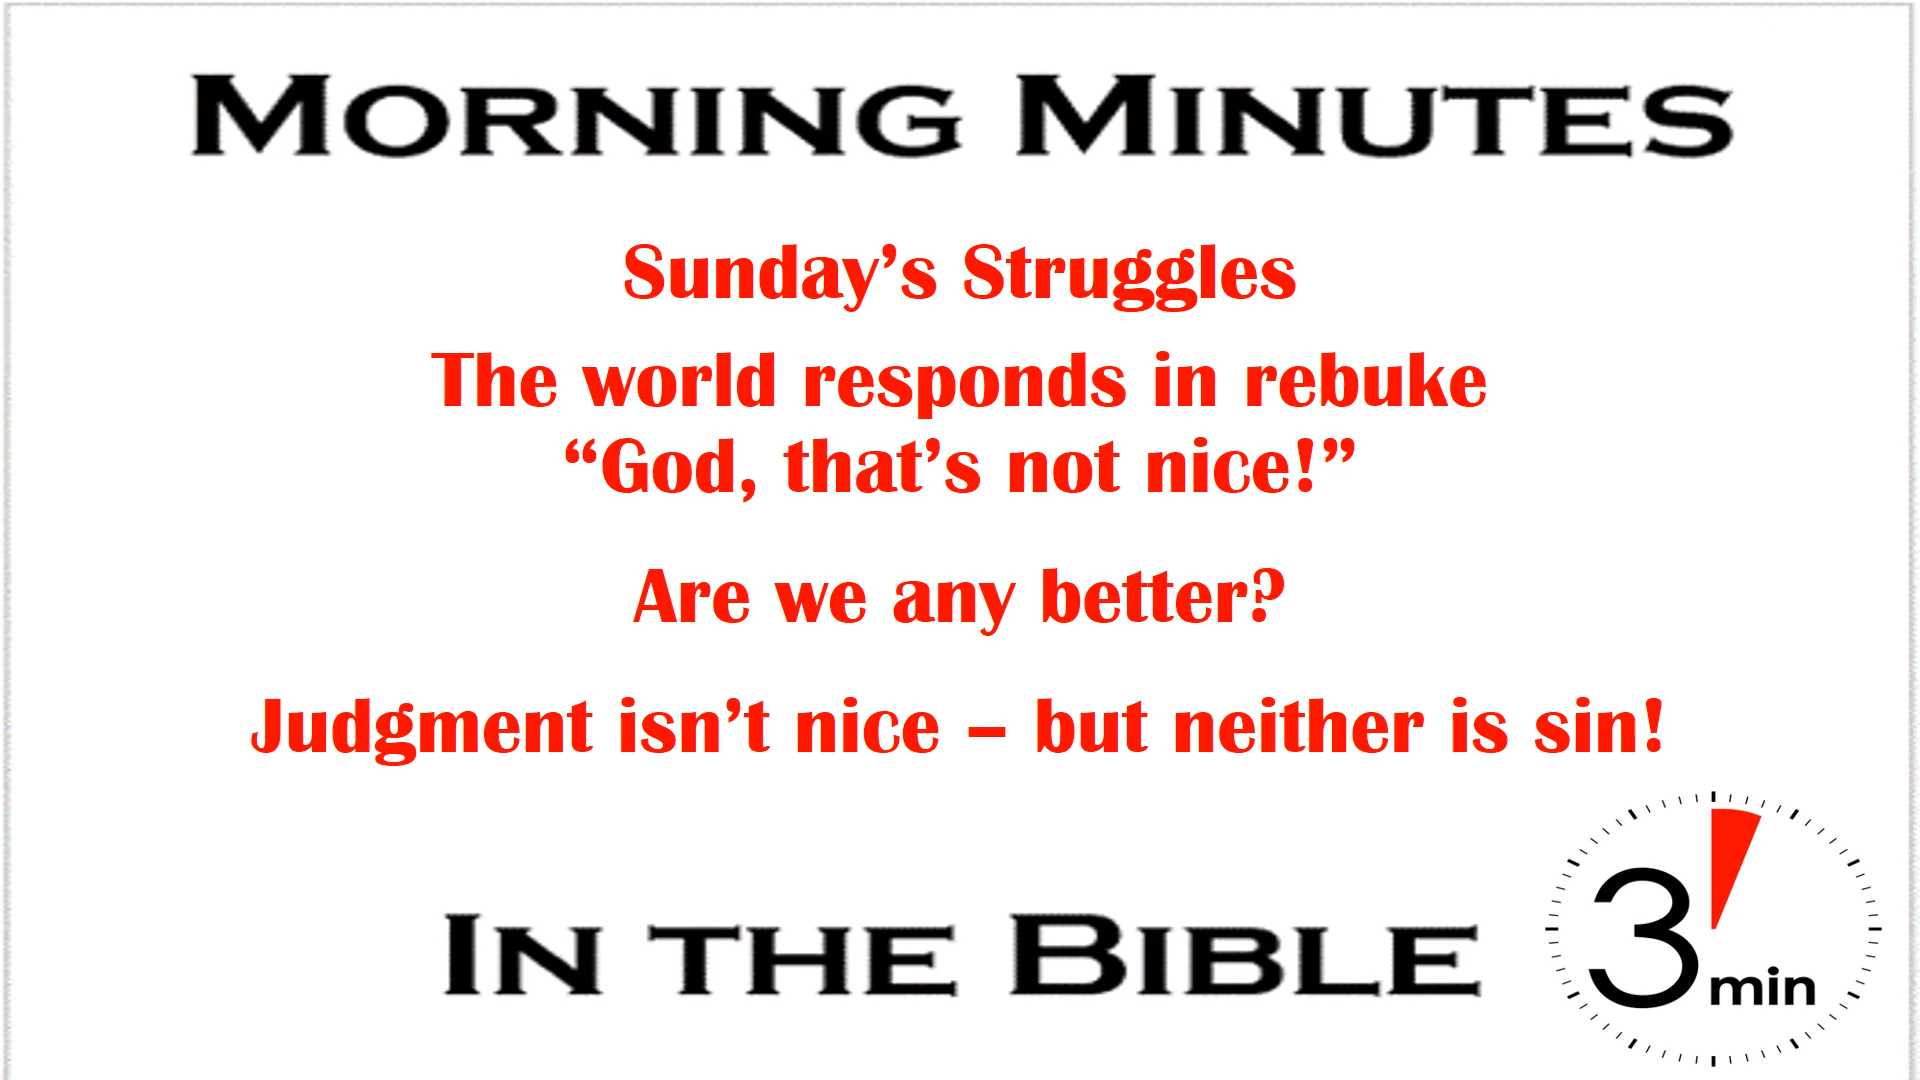 MORNING MINUTES
Sunday’s Struggles
The world responds in rebuke
“God, that’s not nice!”
Are we any better?
Judgment isn’t nice – but neither is sin!
IN THE BIBLE
3 min